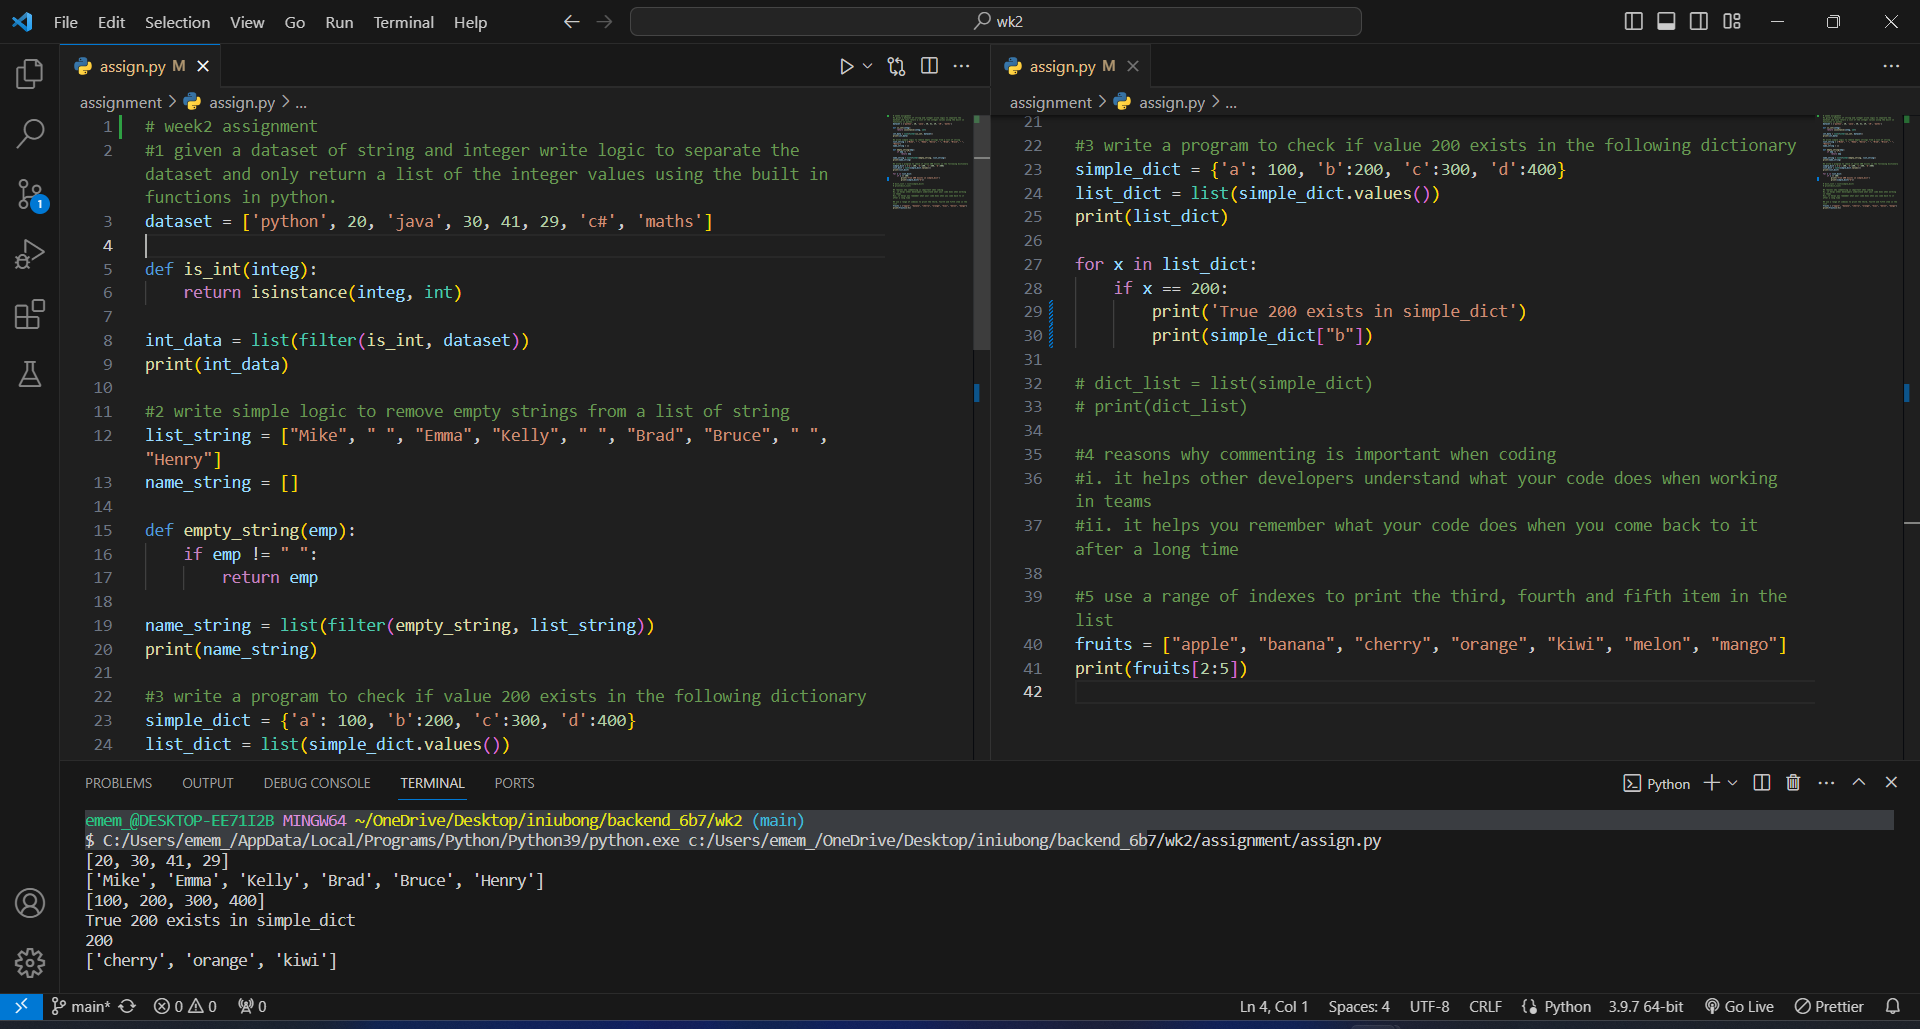 File Edit Selection View Go Run Terminal Help
wk2
assign.py M
assignment > assign.py > ...
1 # week2 assignment
2 #1 given a dataset of string and integer write logic to separate the
dataset and only return a list of the integer values using the built in
functions in python.
3 dataset = ['python', 20, 'java', 30, 41, 29, 'c#', 'maths']
4
5 def is_int(integ):
6 return isinstance(integ, int)
7
8 int_data = list(filter(is_int, dataset))
9 print(int_data)
10
11 #2 write simple logic to remove empty strings from a list of string
12 list_string = ["Mike", " ", "Emma", "Kelly", " ", "Brad", "Bruce", " ",
"Henry"]
13 name_string = []
14
15 def empty_string(emp):
16 if emp != " ":
17 return emp
18
19 name_string = list(filter(empty_string, list_string))
20 print(name_string)
21
22 #3 write a program to check if value 200 exists in the following dictionary
23 simple_dict = {'a': 100, 'b':200, 'c':300, 'd':400}
24 list_dict = list(simple_dict.values())
assign.py M
assignment > assign.py > ...
21
22 #3 write a program to check if value 200 exists in the following dictionary
23 simple_dict = {'a': 100, 'b':200, 'c':300, 'd':400}
24 list_dict = list(simple_dict.values())
25 print(list_dict)
26
27 for x in list_dict:
28 if x == 200:
29 print('True 200 exists in simple_dict')
30 print(simple_dict["b"])
31
32 # dict_list = list(simple_dict)
33 # print(dict_list)
34
35 #4 reasons why commenting is important when coding
36 #i. it helps other developers understand what your code does when working
in teams
37 #ii. it helps you remember what your code does when you come back to it
after a long time
38
39 #5 use a range of indexes to print the third, fourth and fifth item in the
list
40 fruits = ["apple", "banana", "cherry", "orange", "kiwi", "melon", "mango"]
41 print(fruits[2:5])
42
1
PROBLEMS OUTPUT DEBUG CONSOLE TERMINAL PORTS
Python
emem_@DESKTOP-EE71I2B MINGW64 ~/OneDrive/Desktop/iniubong/backend_6b7/wk2 (main)
$ C:/Users/emem_/AppData/Local/Programs/Python/Python39/python.exe c:/Users/emem_/OneDrive/Desktop/iniubong/backend_6b7/wk2/assignment/assign.py
[20, 30, 41, 29]
['Mike', 'Emma', 'Kelly', 'Brad', 'Bruce', 'Henry']
[100, 200, 300, 400]
True 200 exists in simple_dict
200
['cherry', 'orange', 'kiwi']
main* 0 0 0 Ln 4, Col 1 Spaces: 4 UTF-8 CRLF Python 3.9.7 64-bit Go Live Prettier